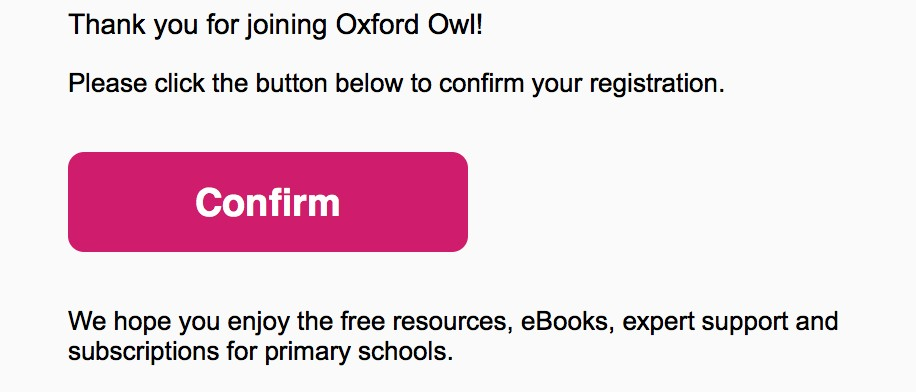 Thank you for joining Oxford Owl!
Please click the button below to confirm your registration.
Confirm
We hope you enjoy the free resources, eBooks, expert support and
subscriptions for primary schools.